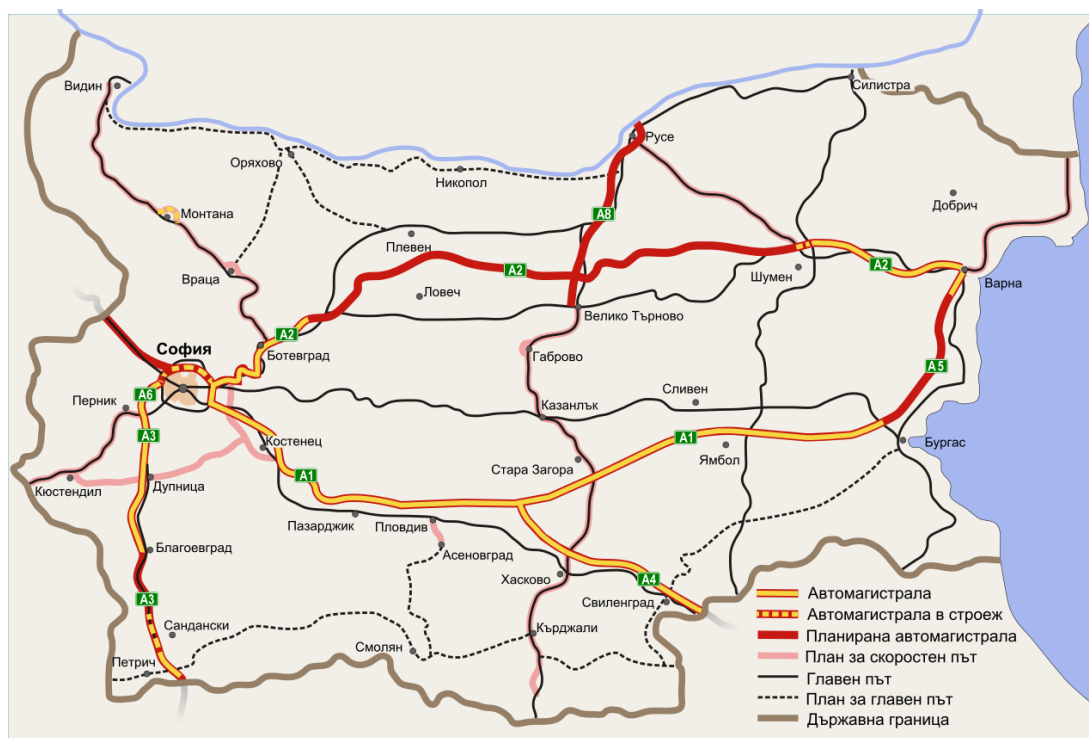 Видин
Силистра
Русе
Оряхово
Никопол
Добрич
Монтана
A8
Плевен
Враца
A2
A2
Шумен
Варна
Ловеч
Велико Търново
A2
Ботевград
София
Габрово
A5
A6
Перник
Сливен
Казанлък
A3
A1
Костенец
Бургас
Ямбол
Стара Загора
A1
Кюстендил
Дупница
Пазарджик
Пловдив
Благоевград
Асеновград
Хасково
A4
A3
Свиленград
Сандански
Кърджали
Смолян
Петрич
Автомагистрала
Автомагистрала в строеж
Планирана автомагистрала
План за скоростен път
Главен път
План за главен път
Държавна граница